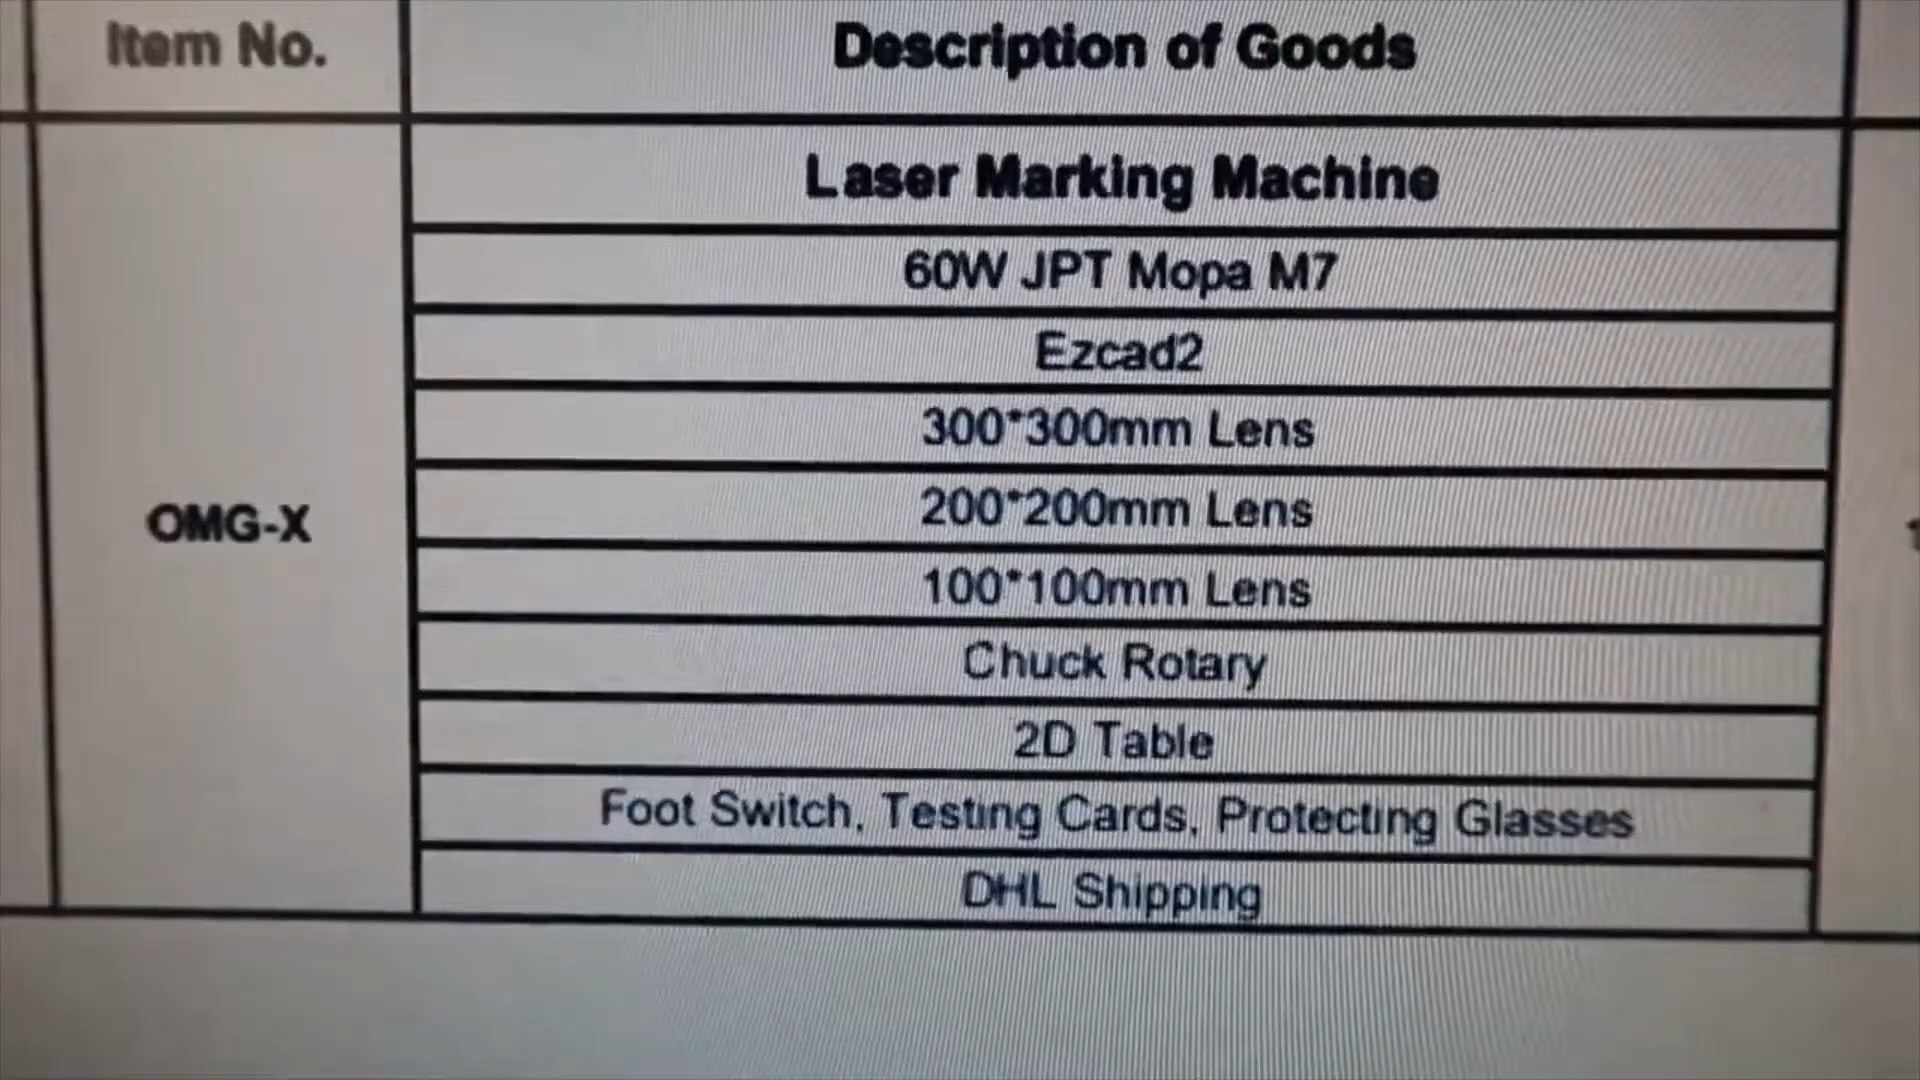 Item No.
Description of Goods
Laser Marking Machine
60W JPT Mopa M7
Ezcad2
300*300mm Lens
200*200mm Lens
100*100mm Lens
OMG-X
Chuck Rotary
2D Table
Foot Switch, Testing Cards, Protecting Glasses
DHL Shipping